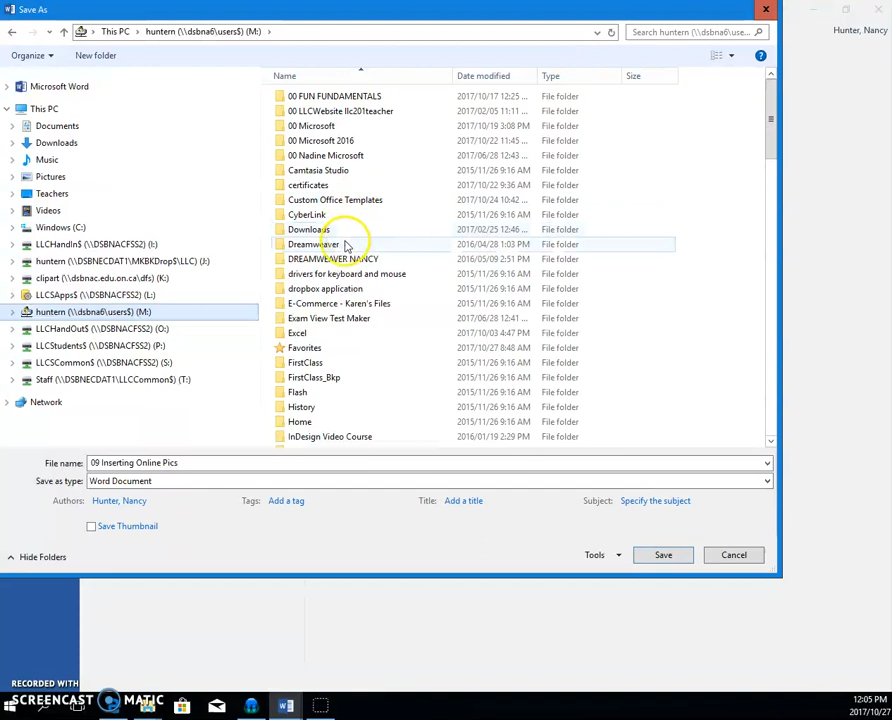 Save As
This PC › huntern (\\dsbna6\users$) (M:) ›
Search huntern (\\dsbna6\use...
Hunter, Nancy
Organize
New folder
Name Date modified Type Size
Microsoft Word
This PC
Documents
Downloads
Music
Pictures
Teachers
Videos
Windows (C:)
LLCHandIn$ (\\DSBNACFSS2) (I:)
huntern (\\DSBNECDAT1\MKBKDrop$\LLC) (J:)
clipart (\\dsbnac.edu.on.ca\dfs) (K:)
LLCSApps$ (\\DSBNACFSS2) (L:)
huntern (\\dsbna6\users$) (M:)
LLCHandOut$ (\\DSBNACFSS2) (O:)
LLCStudents$ (\\DSBNACFSS2) (P:)
LLCSCommon$ (\\DSBNACFSS2) (S:)
Staff (\\DSBNECDAT1\LLCCommon$) (T:)
Network
00 FUN FUNDAMENTALS 2017/10/17 12:25 ... File folder
00 LLCWebsite llc201teacher 2017/02/05 11:11 ... File folder
00 Microsoft 2017/10/19 3:08 PM File folder
00 Microsoft 2016 2017/10/22 11:45 ... File folder
00 Nadine Microsoft 2017/06/28 12:43 ... File folder
Camtasia Studio 2015/11/26 9:16 AM File folder
certificates 2017/10/22 9:36 AM File folder
Custom Office Templates 2017/10/24 10:42 ... File folder
CyberLink 2015/11/26 9:16 AM File folder
Downloads 2017/02/25 12:46 ... File folder
Dreamweaver 2016/04/28 1:03 PM File folder
DREAMWEAVER NANCY 2016/05/09 2:51 PM File folder
drivers for keyboard and mouse 2015/11/26 9:16 AM File folder
dropbox application 2015/11/26 9:16 AM File folder
E-Commerce - Karen's Files 2015/11/26 9:16 AM File folder
Exam View Test Maker 2017/06/28 12:41 ... File folder
Excel 2017/10/03 4:47 PM File folder
Favorites 2017/10/27 8:48 AM File folder
FirstClass 2015/11/26 9:16 AM File folder
FirstClass_Bkp 2015/11/26 9:16 AM File folder
Flash 2015/11/26 9:16 AM File folder
History 2015/11/26 9:16 AM File folder
Home 2015/11/26 9:16 AM File folder
InDesign Video Course 2016/01/19 2:29 PM File folder
File name: 09 Inserting Online Pics
Save as type: Word Document
Authors: Hunter, Nancy Tags: Add a tag Title: Add a title Subject: Specify the subject
Save Thumbnail
Hide Folders
Tools Save Cancel
RECORDED WITH
SCREENCAST MATIC
12:05 PM
2017/10/27